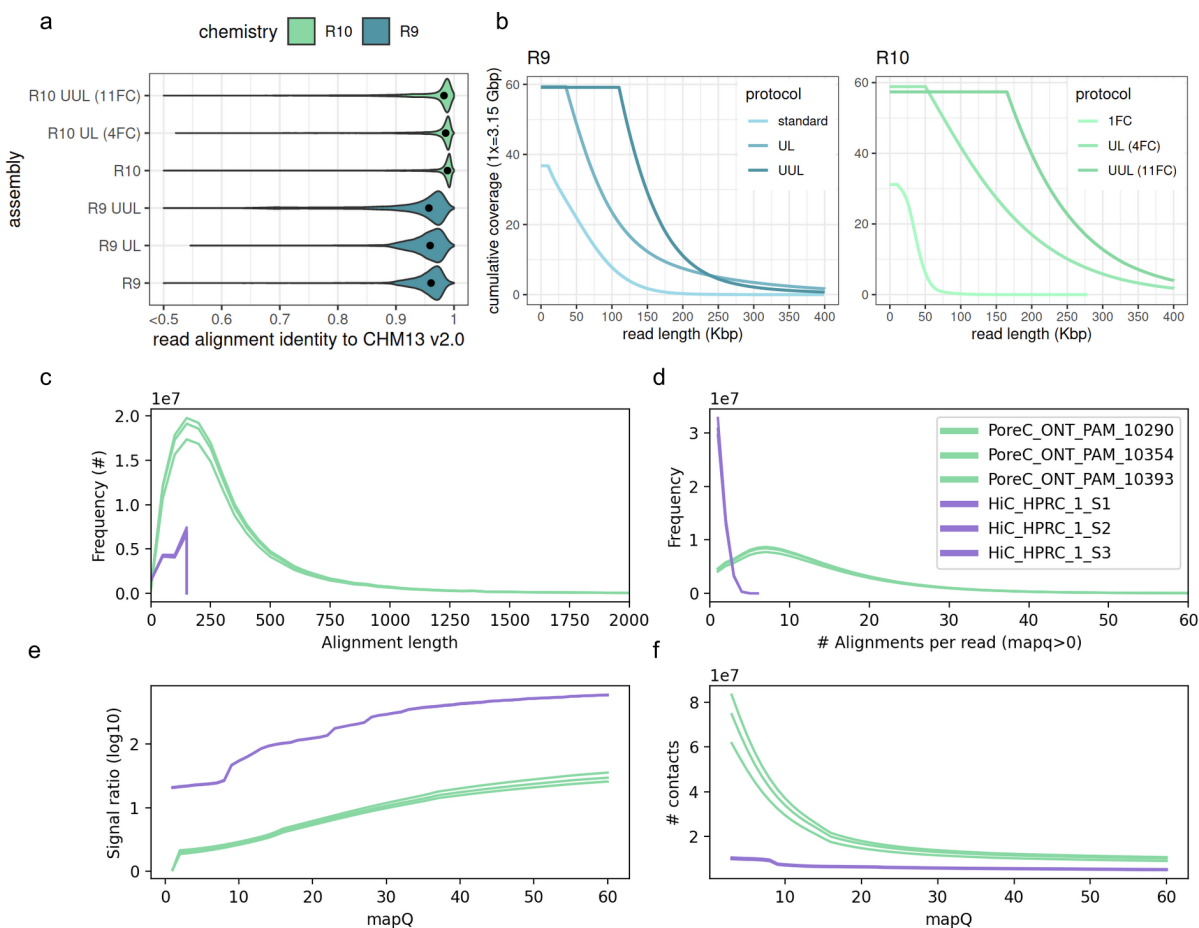 a
chemistry R10 R9
assembly
R10 UUL (11FC)
R10 UL (4FC)
R10
R9 UUL
R9 UL
R9
<0.5 0.6 0.7 0.8 0.9 1
read alignment identity to CHM13 v2.0
b
R9
cumulative coverage (1x=3.15 Gbp)
60
40
20
0
protocol
standard
UL
UUL
0 50 100 150 200 250 300 350 400
read length (Kbp)
R10
60
40
20
0
protocol
1FC
UL (4FC)
UUL (11FC)
0 50 100 150 200 250 300 350 400
read length (Kbp)
c
1e7
Frequency (#)
2.0
1.5
1.0
0.5
0.0
0 250 500 750 1000 1250 1500 1750 2000
Alignment length
d
1e7
Frequency
3
2
1
0
PoreC_ONT_PAM_10290
PoreC_ONT_PAM_10354
PoreC_ONT_PAM_10393
HiC_HPRC_1_S1
HiC_HPRC_1_S2
HiC_HPRC_1_S3
0 10 20 30 40 50 60
# Alignments per read (mapq>0)
e
Signal ratio (log10)
2
1
0
0 10 20 30 40 50 60
mapQ
f
1e7
# contacts
8
6
4
2
10 20 30 40 50 60
mapQ